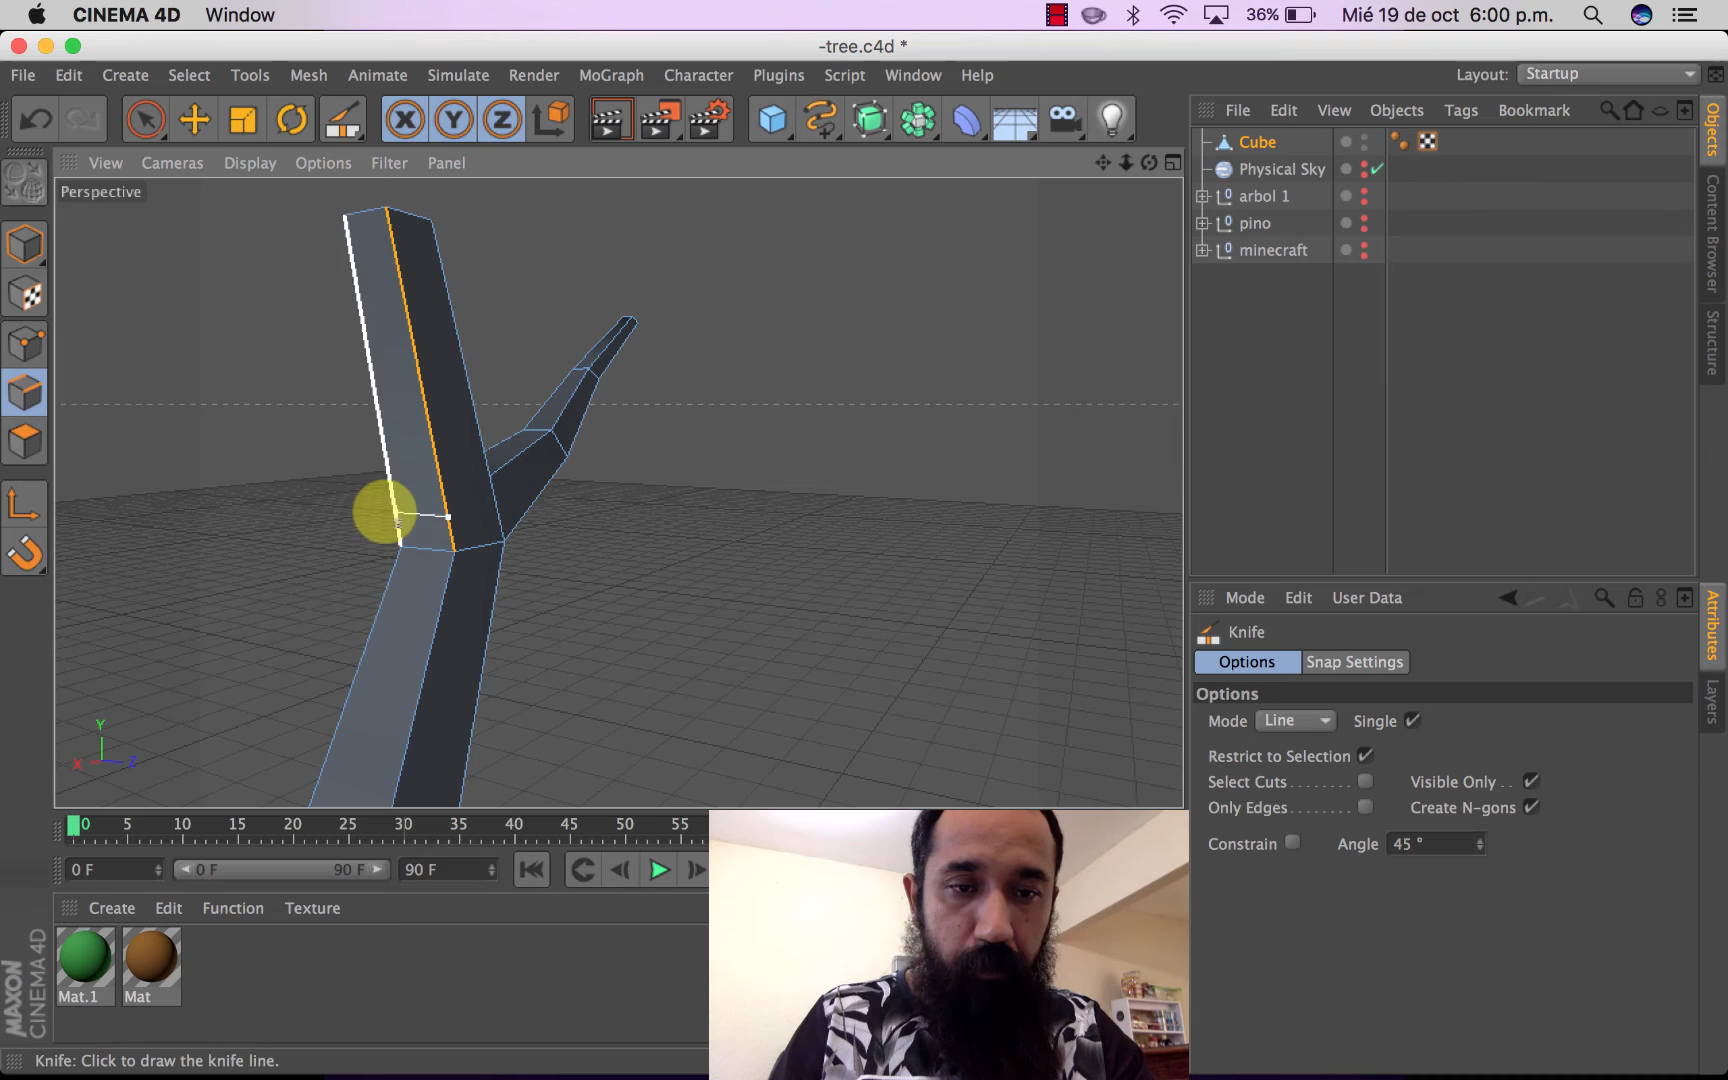 CINEMA 4D Window 36% Mié 19 de oct 6:00 p.m.
-tree.c4d *
File Edit Create Select Tools Mesh Animate Simulate Render MoGraph Character Plugins Script Window Help Layout: Startup
X Y Z
View Cameras Display Options Filter Panel
Perspective
File Edit View Objects Tags Bookmark
Cube
Physical Sky
arbol 1
pino
minecraft
Objects
Content Browser
Structure
Y
X Z
Mode Edit User Data
Knife
Options Snap Settings
Options
Mode Line Single
Restrict to Selection
Select Cuts Visible Only
Only Edges Create N-gons
Constrain Angle 45 °
Attributes
Layers
0 5 10 15 20 25 30 35 40 45 50 55
0 F 0 F 90 F 90 F
Create Edit Function Texture
Mat.1 Mat
MAXON
CINEMA 4D
Knife: Click to draw the knife line.